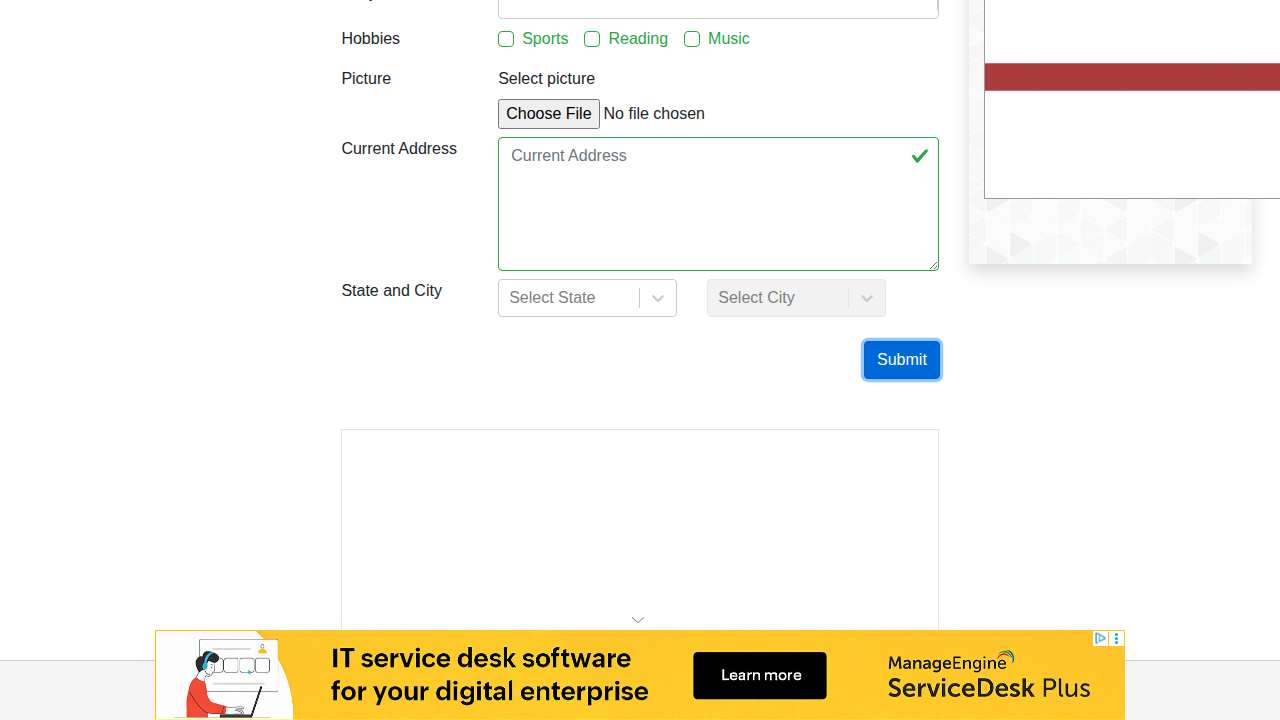 Hobbies
Sports Reading Music
Picture
Select picture
Choose File No file chosen
Current Address
Current Address
State and City
Select State
Select City
Submit
IT service desk software
for your digital enterprise
Learn more
ManageEngine
ServiceDesk Plus